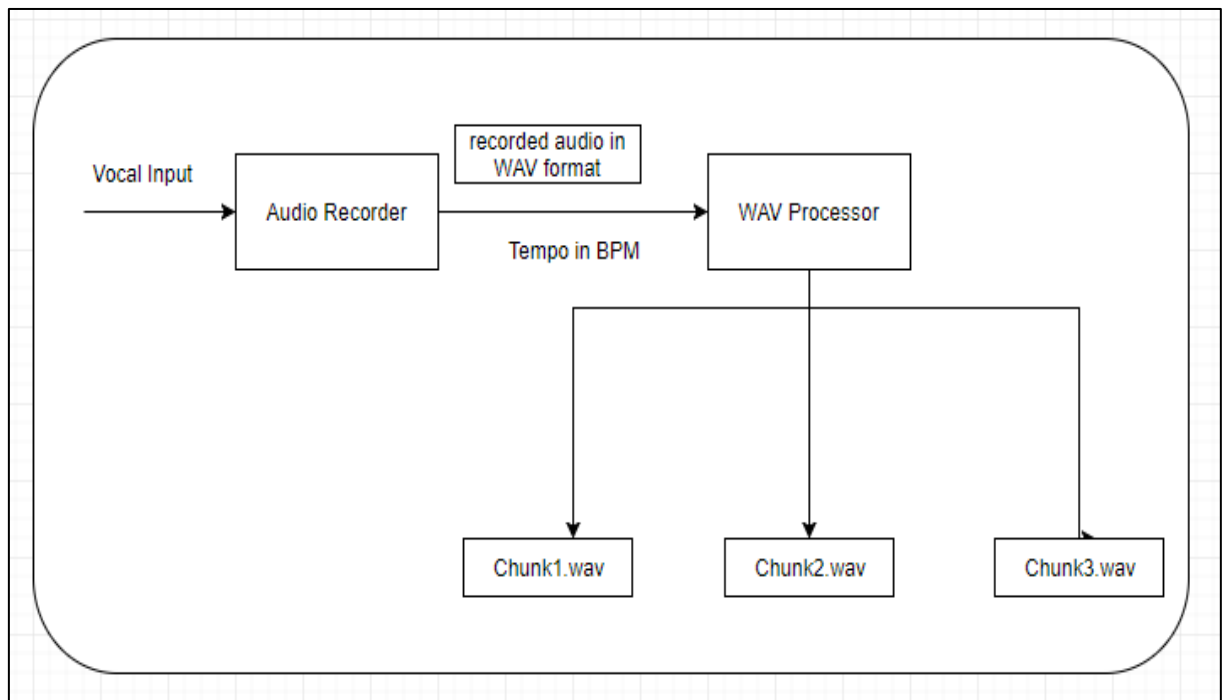 Vocal Input
Audio Recorder
recorded audio in
WAV format
Tempo in BPM
WAV Processor
Chunk1.wav
Chunk2.wav
Chunk3.wav